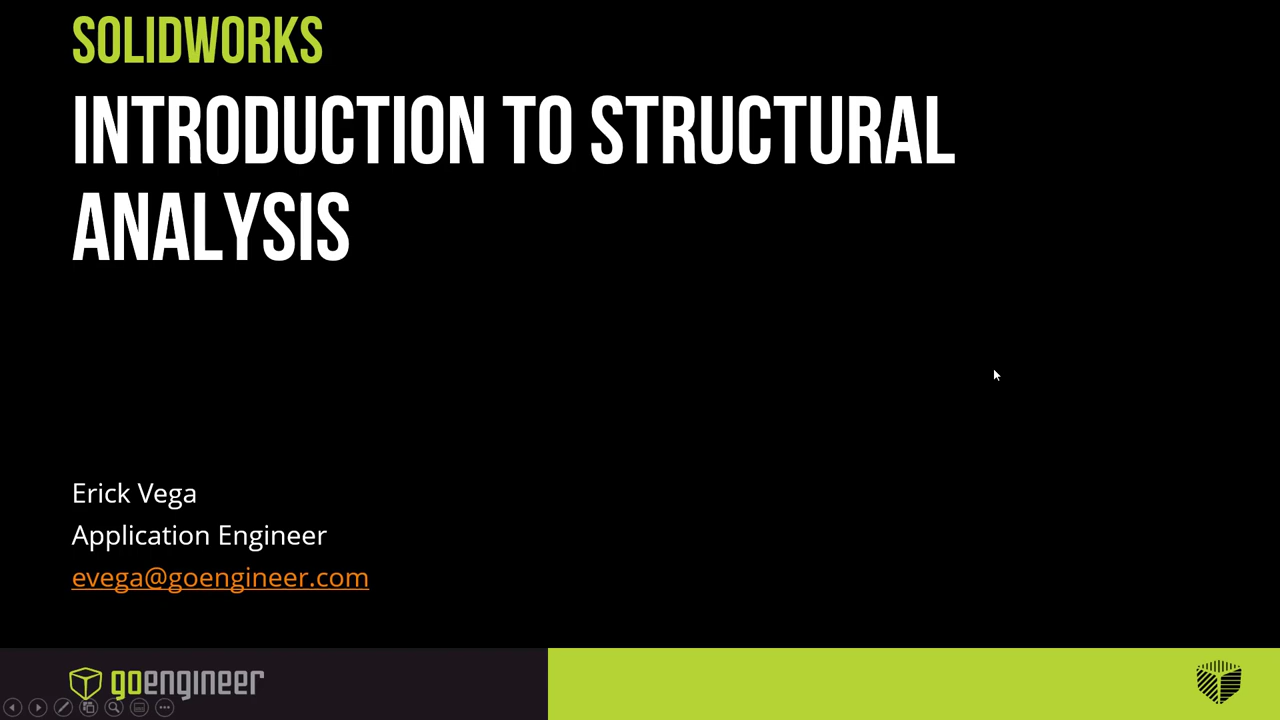 SOLIDWORKS
INTRODUCTION TO STRUCTURAL
ANALYSIS
Erick Vega
Application Engineer
evega@goengineer.com
goengineer